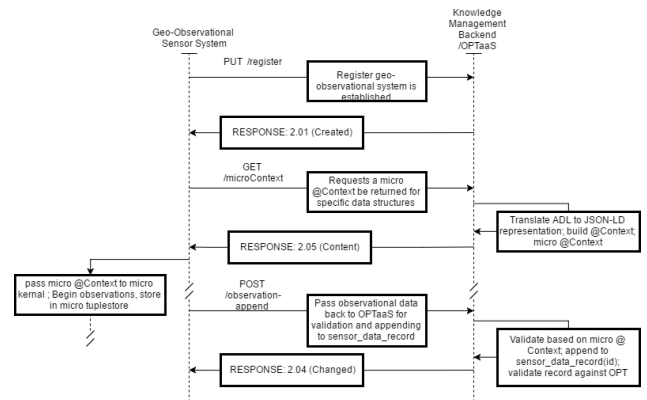 Geo-Observational
Sensor System
Knowledge
Management
Backend
/OPTaaS
PUT /register
Register geo-
observational system is
established
RESPONSE: 2.01 (Created)
GET
/microContext
Requests a micro
@Context be returned for
specific data structures
Translate ADL to JSON-LD
representation; build @Context;
micro @Context
RESPONSE: 2.05 (Content)
pass micro @Context to micro
kernal ; Begin observations, store
in micro tuplestore
POST
/observation-
append
Pass observational data
back to OPTaaS for
validation and appending
to sensor_data_record
Validate based on micro @
Context; append to
sensor_data_record(id);
validate record against OPT
RESPONSE: 2.04 (Changed)